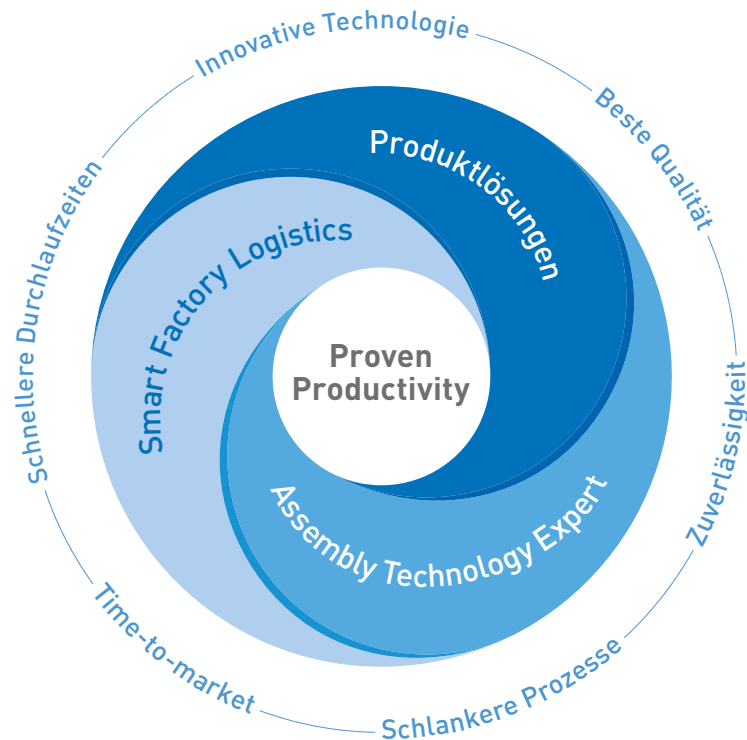 Innovative Technologie
Beste Qualität
Zuverlässigkeit
Schlankere Prozesse
Time-to-market
Schnellere Durchlaufzeiten
Produktlösungen
Assembly Technology Expert
Smart Factory Logistics
Proven
Productivity